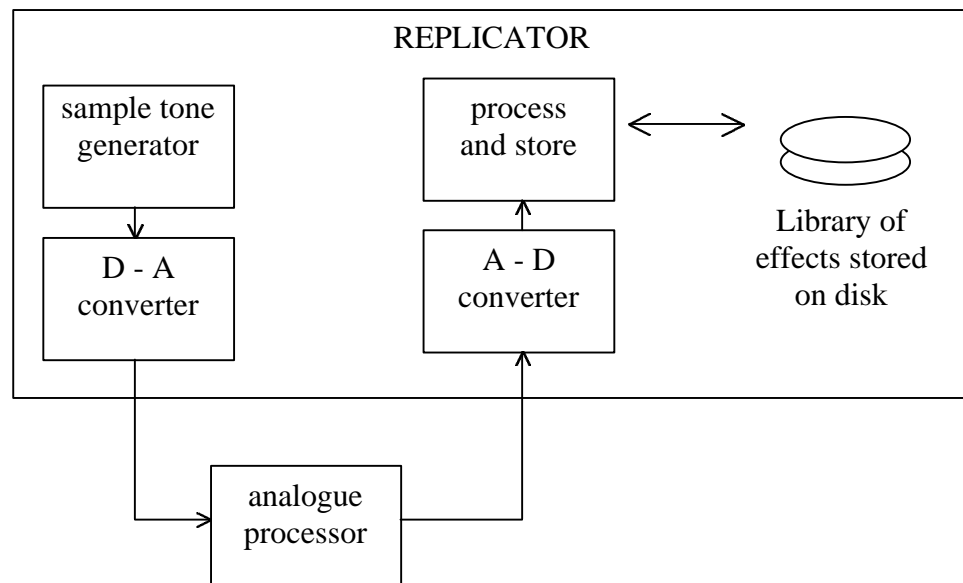 REPLICATOR
sample tone
generator
process
and store
D - A
converter
A - D
converter
Library of
effects stored
on disk
analogue
processor